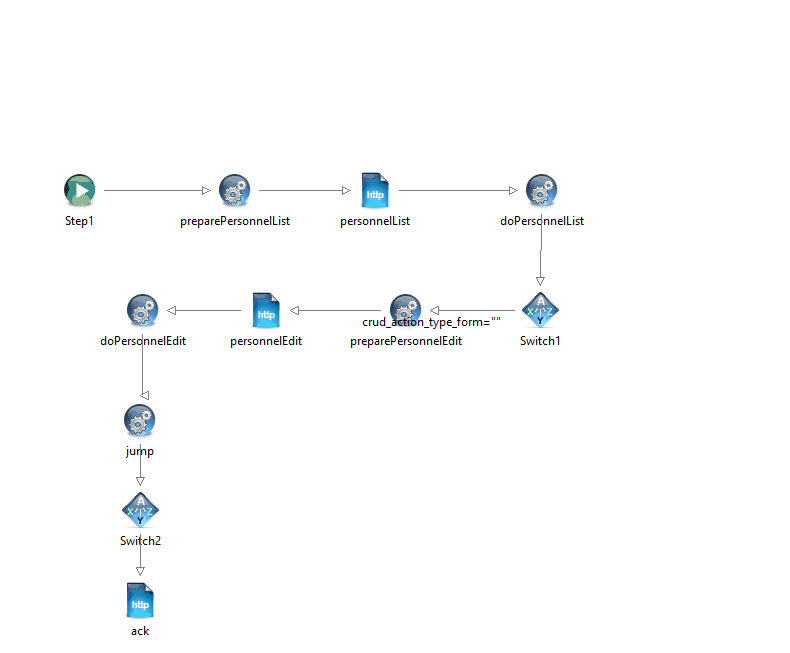 http
Step1
preparePersonnelList
personnelList
doPersonnelList
A
X Z
Y
http
crud_action_type_form=""
doPersonnelEdit
personnelEdit
preparePersonnelEdit
Switch1
jump
A
X Z
Y
Switch2
http
ack